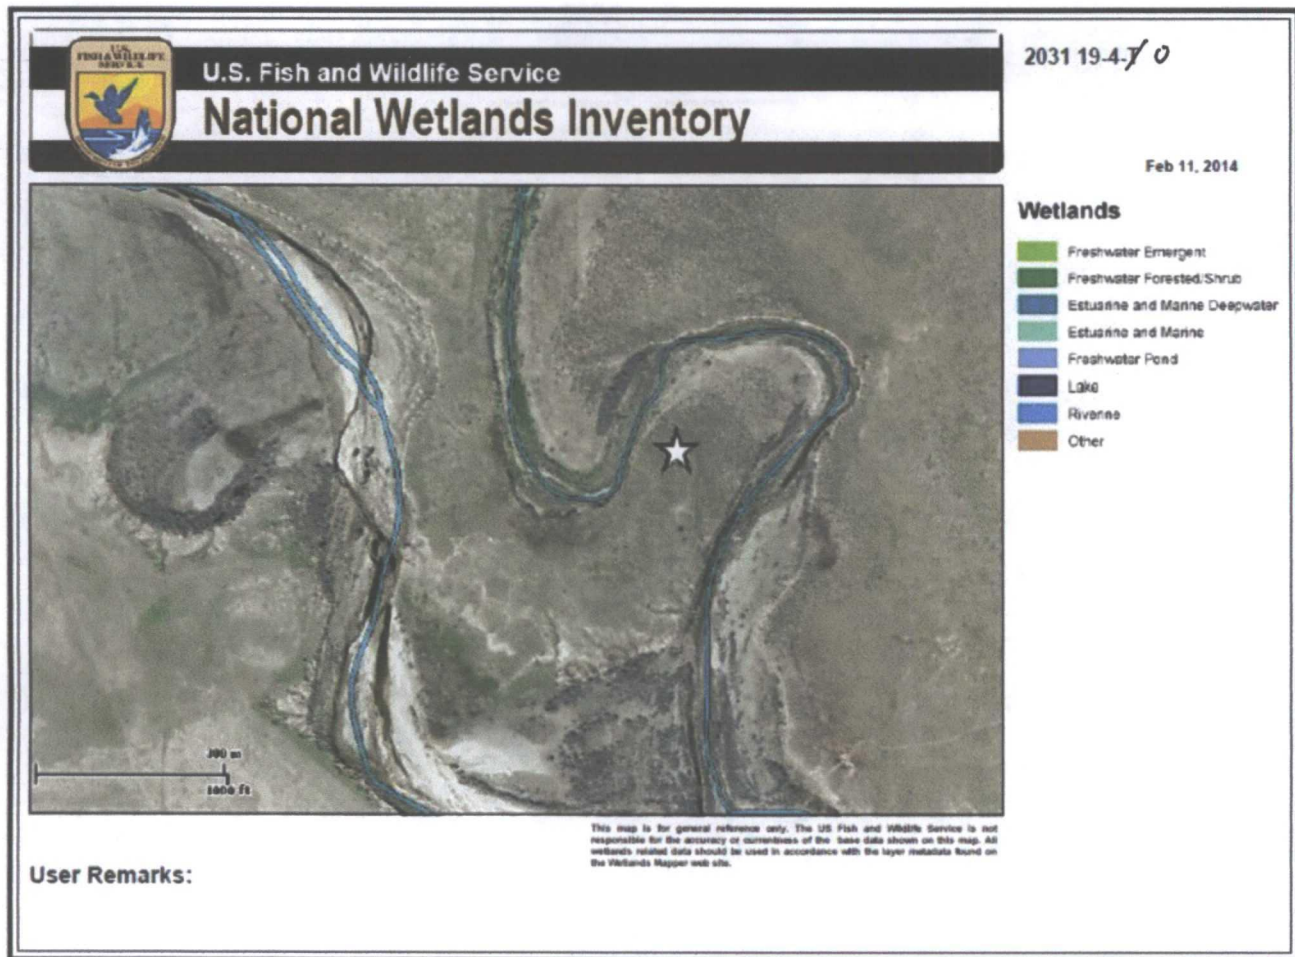 U.S.
FISH & WILDLIFE
SERVICE
U.S. Fish and Wildlife Service
National Wetlands Inventory
2031 19-4- 0
Feb 11, 2014
Wetlands
Freshwater Emergent
Freshwater Forested/Shrub
Estuarine and Marine Deepwater
Estuarine and Marine
Freshwater Pond
Lake
Riverine
Other
300 m
1000 ft
This map is for general reference only. The US Fish and Wildlife Service is not
responsible for the accuracy or currentness of the base data shown on this map. All
wetlands related data should be used in accordance with the layer metadata found on
the Wetlands Mapper web site.
User Remarks: